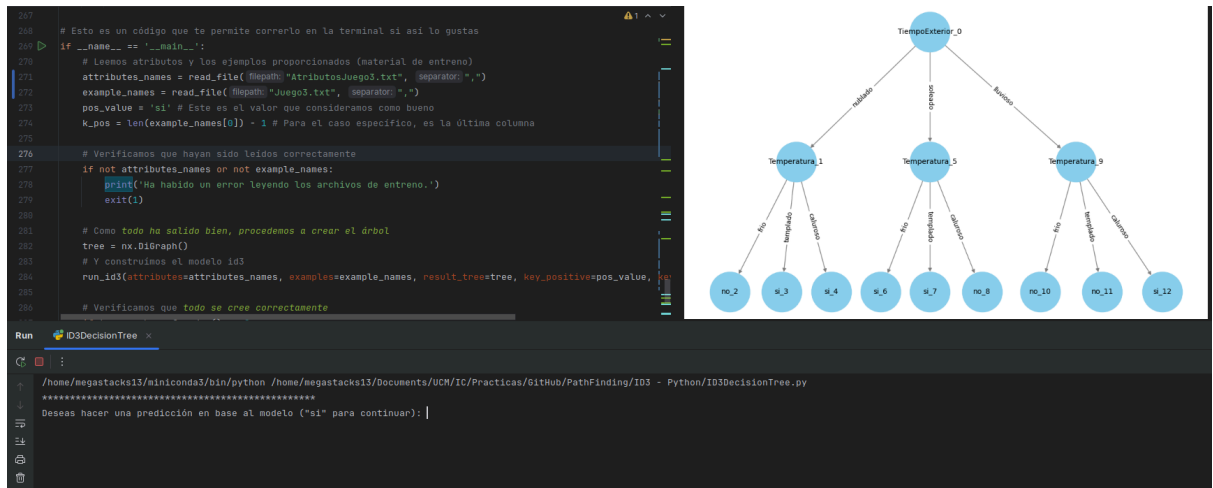 267
1
268 # Esto es un código que te permite correrlo en la terminal si asi lo gustas
269 if __name__ == '__main__':
270 # Leemos atributos y los ejemplos proporcionados (material de entreno)
271 attributes_names = read_file( filepath: "AtributosJuego3.txt", separator: ",")
272 example_names = read_file( filepath: "Juego3.txt", separator: ",")
273 pos_value = 'si' # Este es el valor que consideramos como bueno
274 k_pos = len(example_names[0]) - 1 # Para el caso específico, es la última columna
275
276 # Verificamos que hayan sido leídos correctamente
277 if not attributes_names or not example_names:
278 print('Ha habido un error leyendo los archivos de entreno.')
279 exit(1)
280
281 # Como todo ha salido bien, procedemos a crear el árbol
282 tree = nx.DiGraph()
283 # Y construimos el modelo id3
284 run_id3(attributes=attributes_names, examples=example_names, result_tree=tree, key_positive=pos_value,
285
286 # Verificamos que todo se cree correctamente
TiempoExterior_0
nublado soleado lluvioso
Temperatura_1 Temperatura_5 Temperatura_9
frio templado caluroso frio templado caluroso frio templado caluroso
no_2 si_3 si_4 si_6 si_7 no_8 no_10 no_11 si_12
Run ID3DecisionTree
/home/megastacks13/miniconda3/bin/python /home/megastacks13/Documents/UCM/IC/Practicas/GitHub/PathFinding/ID3 - Python/ID3DecisionTree.py
*************************************************
Deseas hacer una predicción en base al modelo ("si" para continuar):